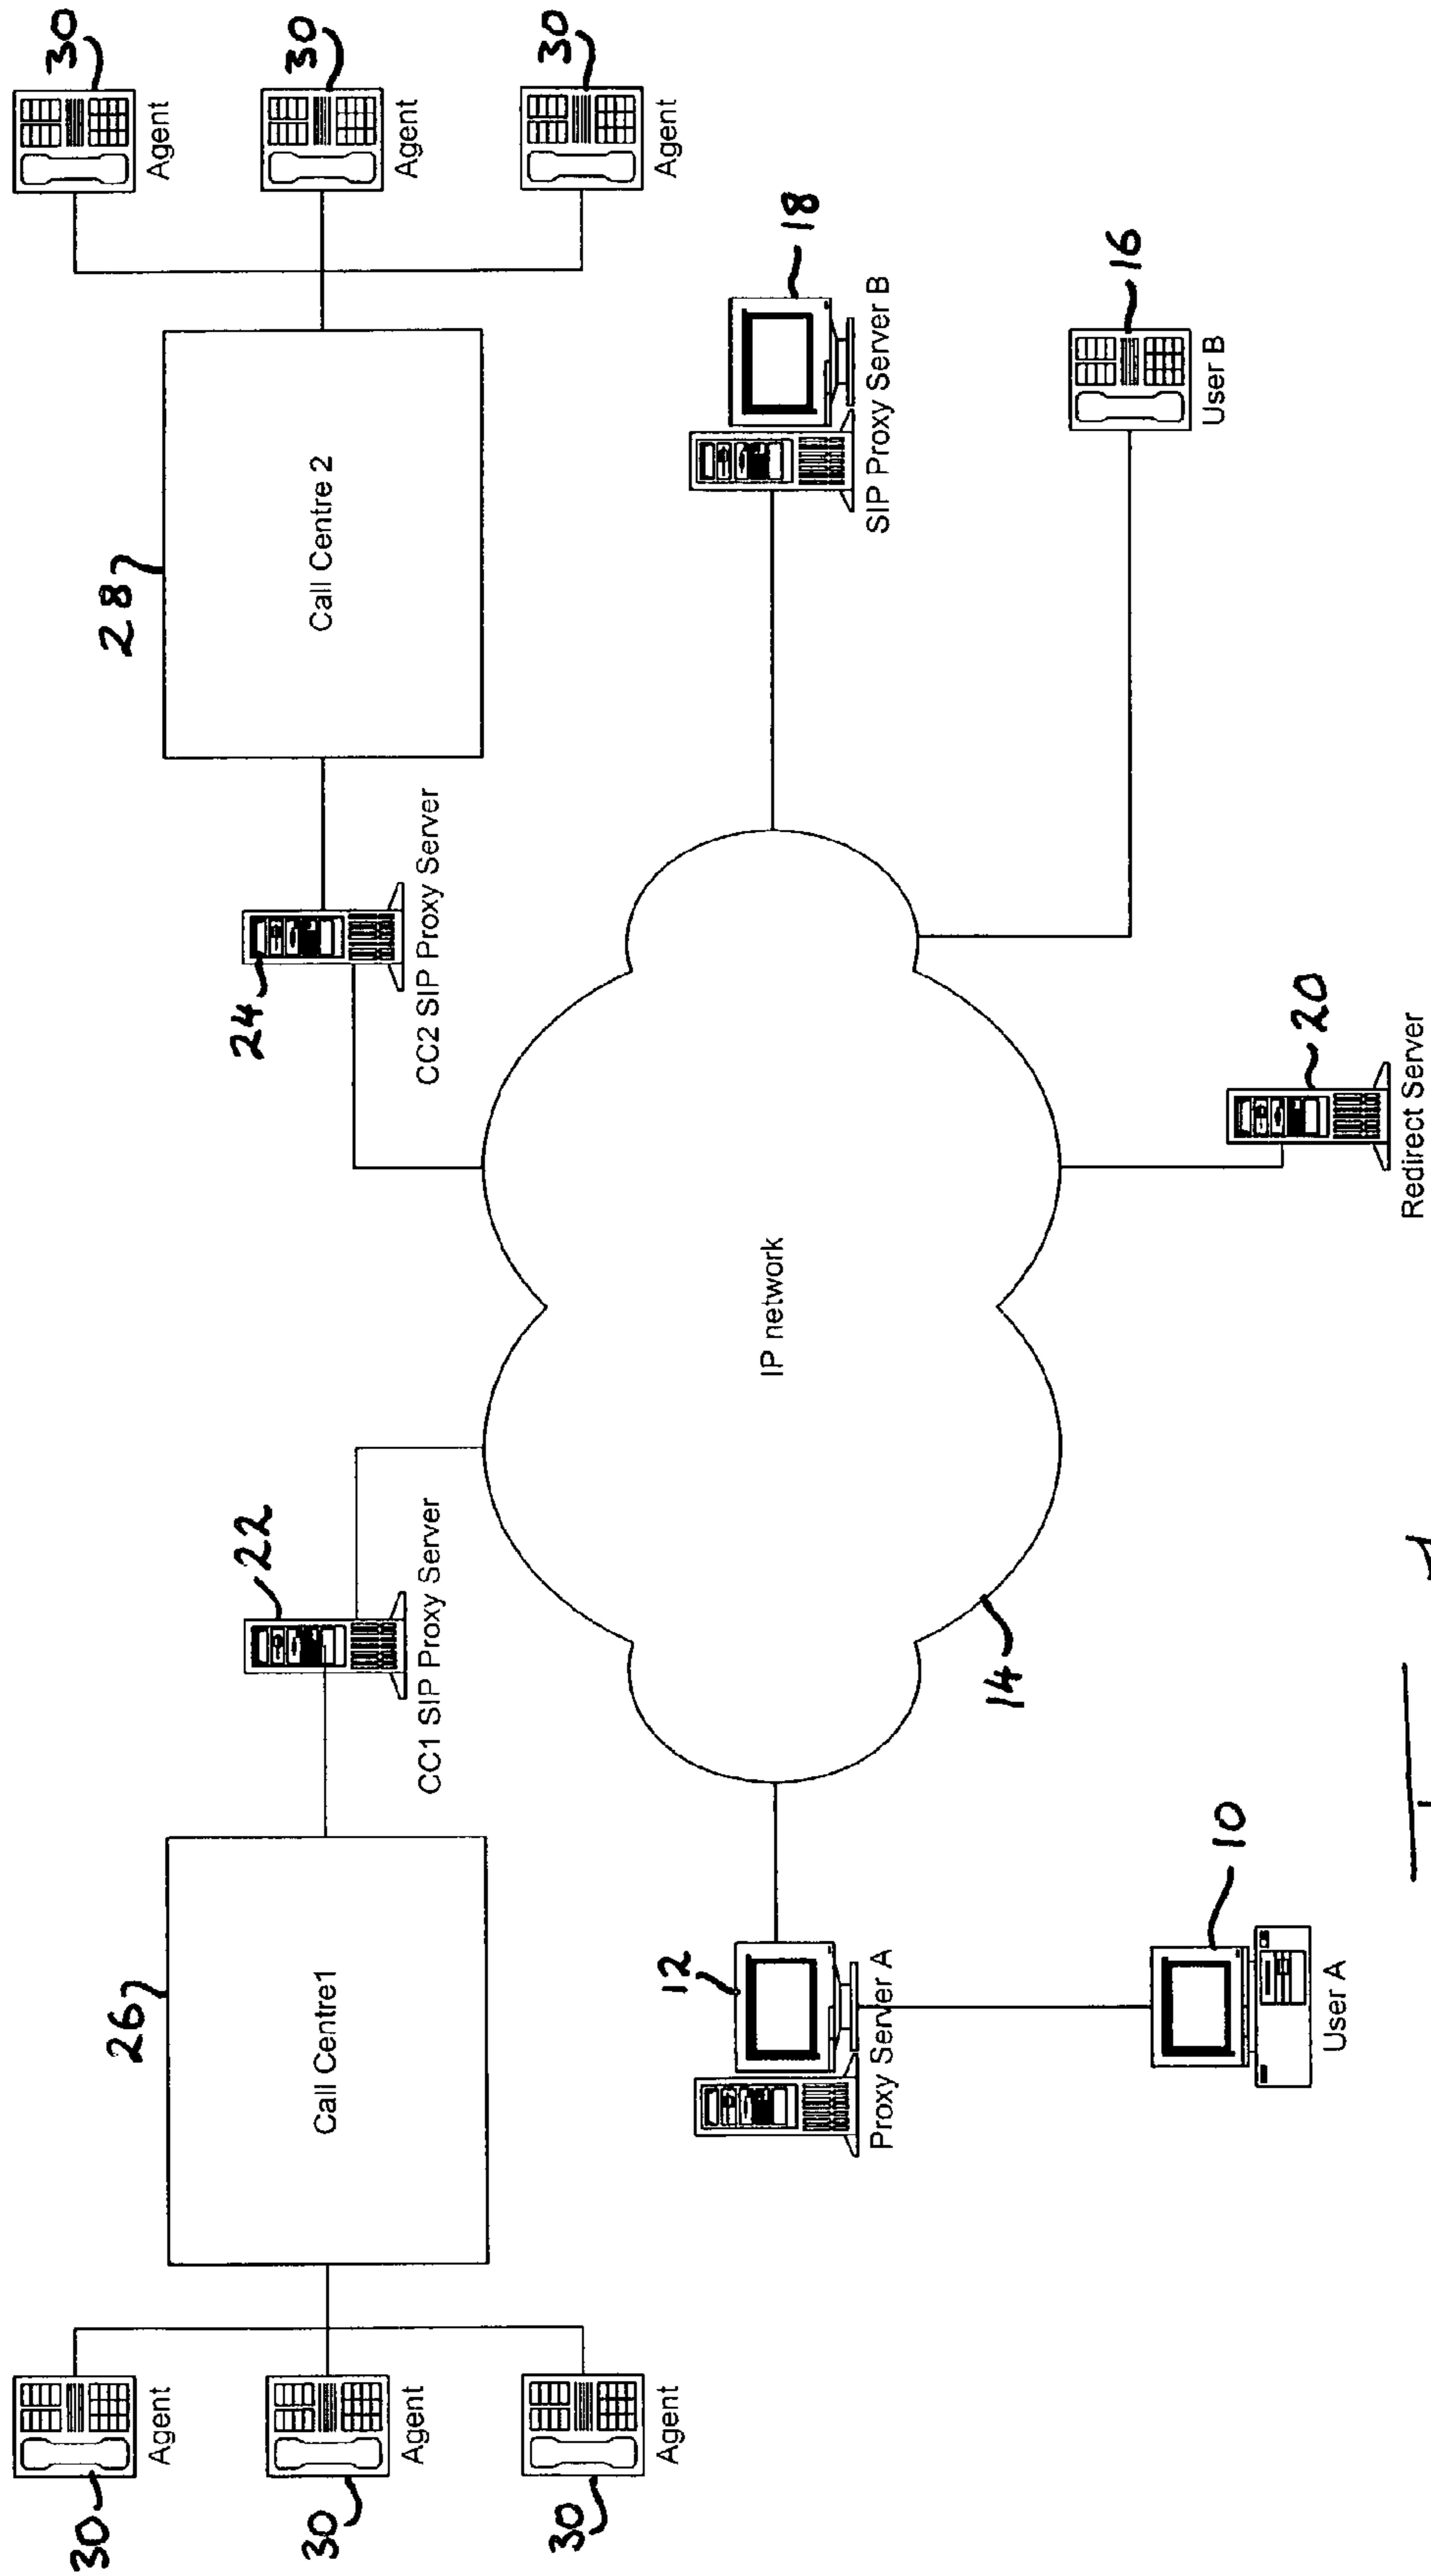 30
30
Agent
Agent
26
28
22
24
30
30
Call Centre1
Call Centre 2
Agent
Agent
CC1 SIP Proxy Server
CC2 SIP Proxy Server
30
30
Agent
Agent
12
18
IP network
Proxy Server A
SIP Proxy Server B
14
16
10
User B
20
User A
Redirect Server